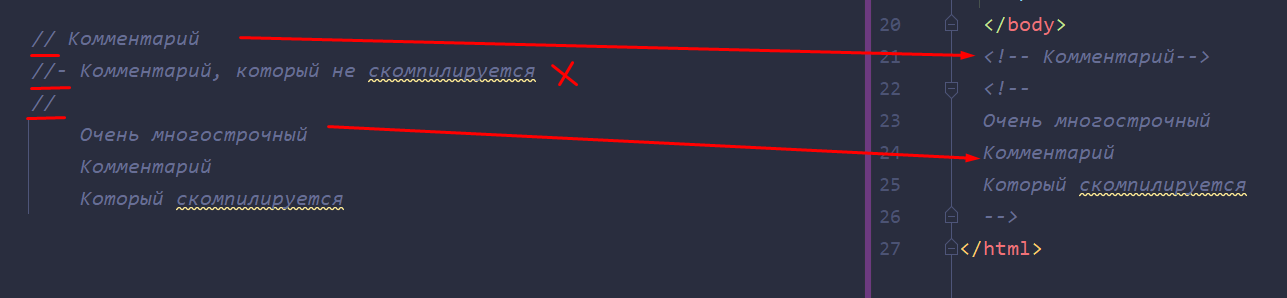 // Комментарий
//- Комментарий, который не скомпилируется
//
Очень многострочный
Комментарий
Который скомпилируется
20 </body>
21 <!-- Комментарий-->
22 <!--
23 Очень многострочный
24 Комментарий
25 Который скомпилируется
26 -->
27 </html>